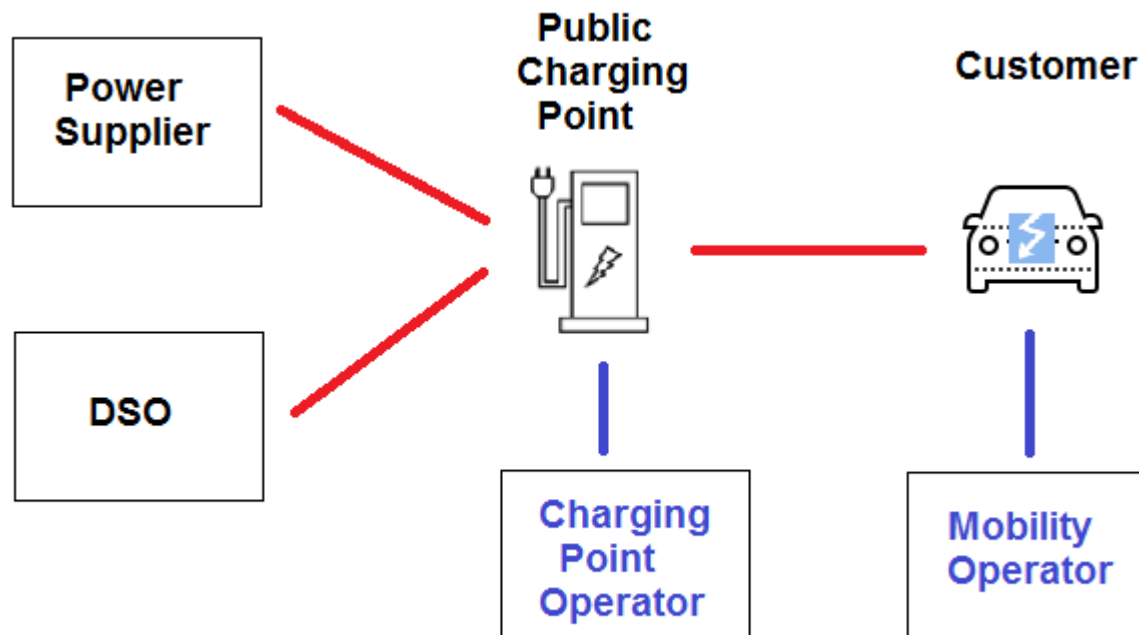 Power
Supplier
Public
Charging
Point
Customer
DSO
Charging
Point
Operator
Mobility
Operator